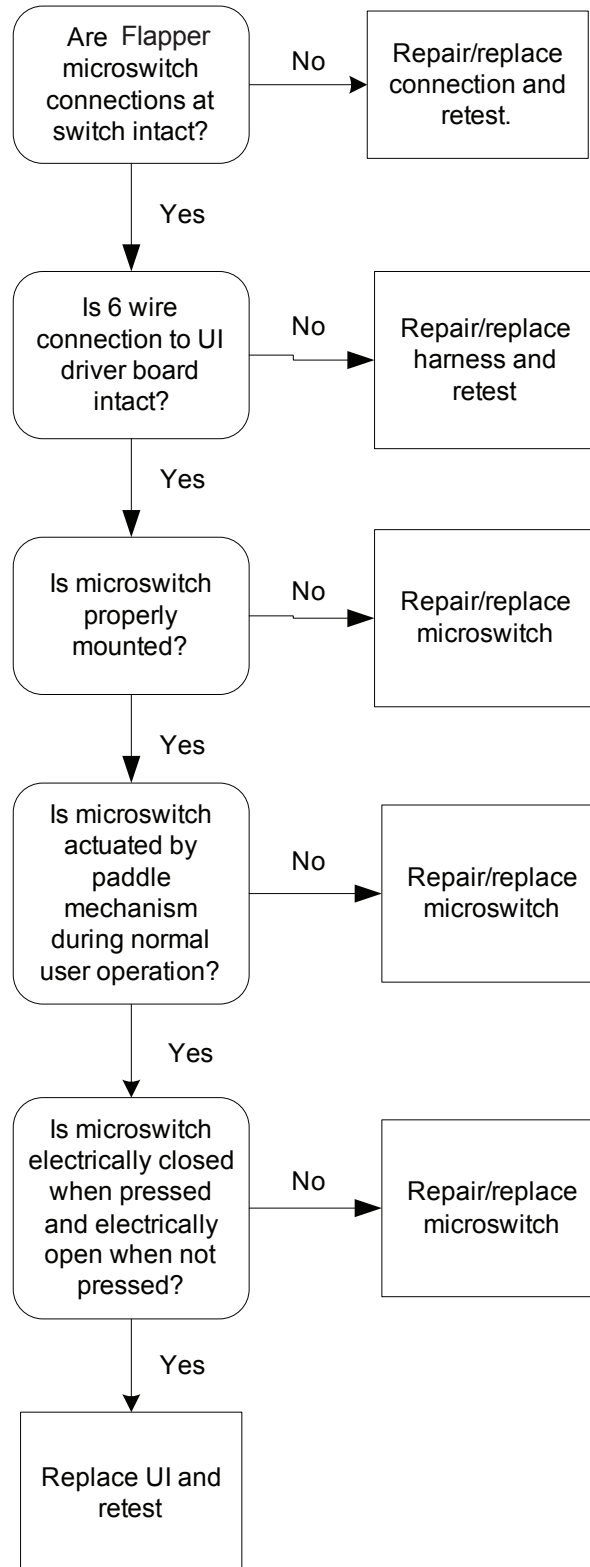 Are Flapper
microswitch
connections at
switch intact?
No
Repair/replace
connection and
retest.
Yes
Is 6 wire
connection to UI
driver board
intact?
No
Repair/replace
harness and
retest
Yes
Is microswitch
properly
mounted?
No
Repair/replace
microswitch
Yes
Is microswitch
actuated by
paddle
mechanism
during normal
user operation?
No
Repair/replace
microswitch
Yes
Is microswitch
electrically closed
when pressed
and electrically
open when not
pressed?
No
Repair/replace
microswitch
Yes
Replace UI and
retest